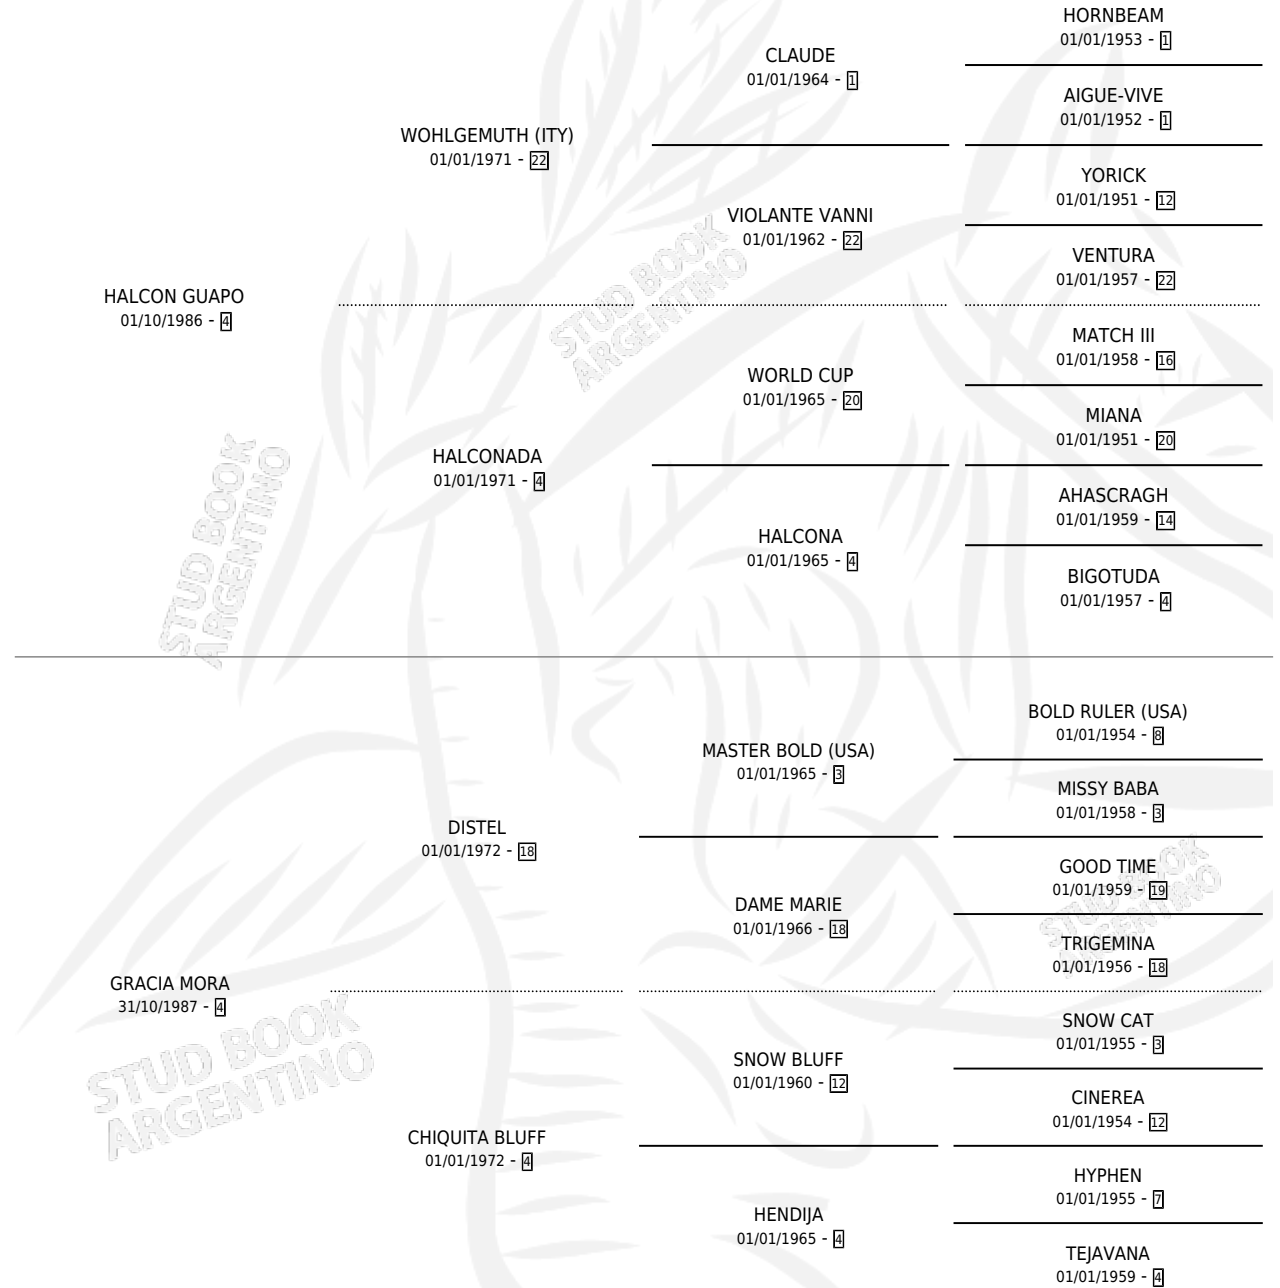 HORNBEAM
01/01/1953 - 1
CLAUDE
01/01/1964 - 1
AIGUE-VIVE
01/01/1952 - 1
WOHLGEMUTH (ITY)
01/01/1971 - 22
YORICK
01/01/1951 - 12
VIOLANTE VANNI
01/01/1962 - 22
VENTURA
01/01/1957 - 22
HALCON GUAPO
01/10/1986 - 4
STUD BOOK
ARGENTINO
MATCH III
01/01/1958 - 16
WORLD CUP
01/01/1965 - 20
MIANA
01/01/1951 - 20
HALCONADA
01/01/1971 - 4
AHASCRAGH
01/01/1959 - 14
HALCONA
01/01/1965 - 4
BIGOTUDA
01/01/1957 - 4
STUD BOOK
ARGENTINO
BOLD RULER (USA)
01/01/1954 - 8
MASTER BOLD (USA)
01/01/1965 - 3
MISSY BABA
01/01/1958 - 3
DISTEL
01/01/1972 - 18
GOOD TIME
01/01/1959 - 19
DAME MARIE
01/01/1966 - 18
STUD BOOK
ARGENTINO
TRIGEMINA
01/01/1956 - 18
GRACIA MORA
31/10/1987 - 4
SNOW CAT
01/01/1955 - 3
SNOW BLUFF
01/01/1960 - 12
STUD BOOK
ARGENTINO
CINEREA
01/01/1954 - 12
CHIQUITA BLUFF
01/01/1972 - 4
HYPHEN
01/01/1955 - 7
HENDIJA
01/01/1965 - 4
TEJAVANA
01/01/1959 - 4